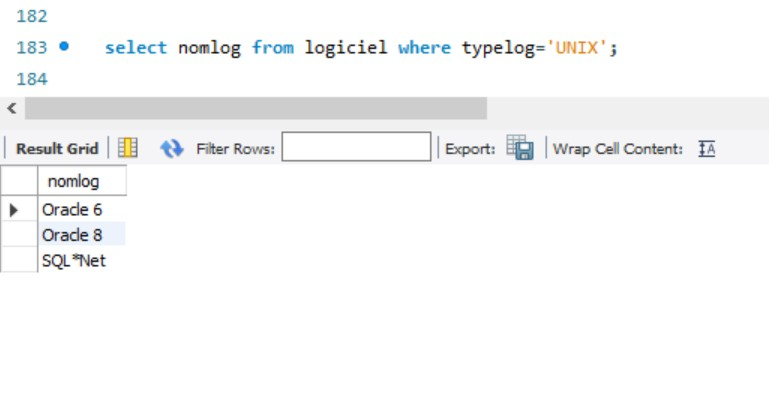 182
183 select nomlog from logiciel where typelog='UNIX';
184
Result Grid Filter Rows: Export: Wrap Cell Content: IA
nomlog
Oracle 6
Oracle 8
SQL*Net